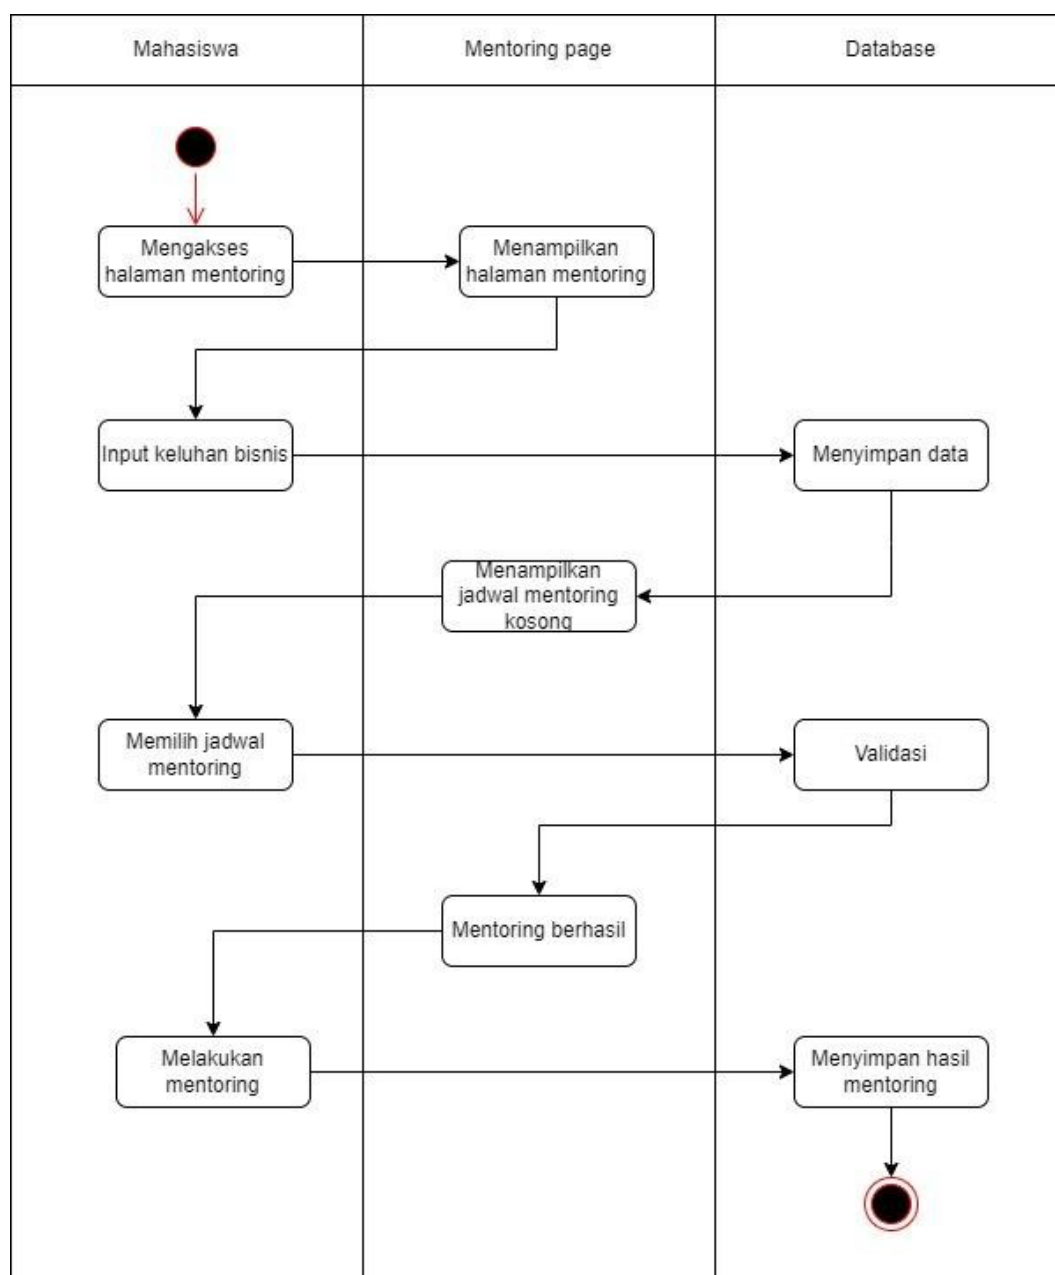 Mahasiswa
Mentoring page
Database
Mengakses
halaman mentoring
Menampilkan
halaman mentoring
Input keluhan bisnis
Menyimpan data
Menampilkan
jadwal mentoring
kosong
Memilih jadwal
mentoring
Validasi
Mentoring berhasil
Melakukan
mentoring
Menyimpan hasil
mentoring